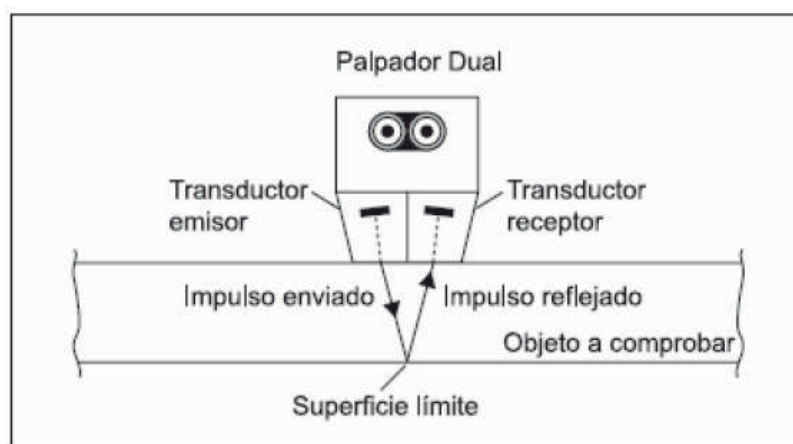 Palpador Dual
Transductor
emisor
Transductor
receptor
Impulso enviado
Impulso reflejado
Objeto a comprobar
Superficie límite